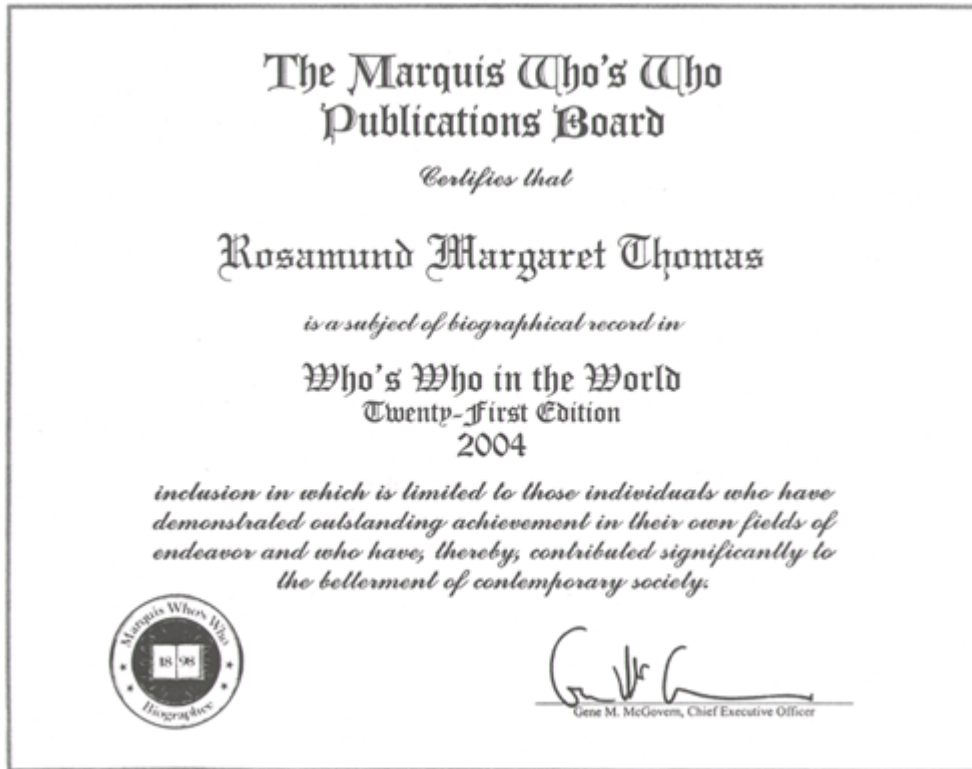 The Marquis Who's Who
Publications Board
Certifies that
Rosamund Margaret Thomas
is a subject of biographical record in
Who's Who in the World
Twenty-First Edition
2004
inclusion in which is limited to those individuals who have
demonstrated outstanding achievement in their own fields of
endeavor and who have, thereby, contributed significantly to
the betterment of contemporary society.
Marquis Who's Who
18 98
Biographee
Gene M. McGovern, Chief Executive Officer